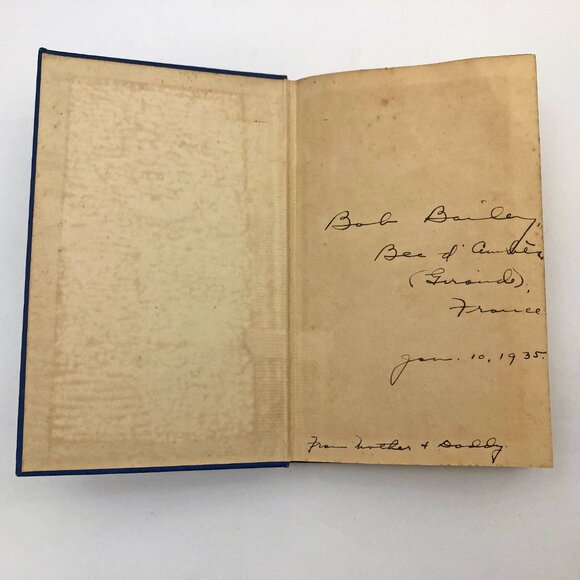 Bob Bailey,
Bec d'Ambès
(Gironde),
France.
Jan. 10, 1935.
From Mother & Daddy.